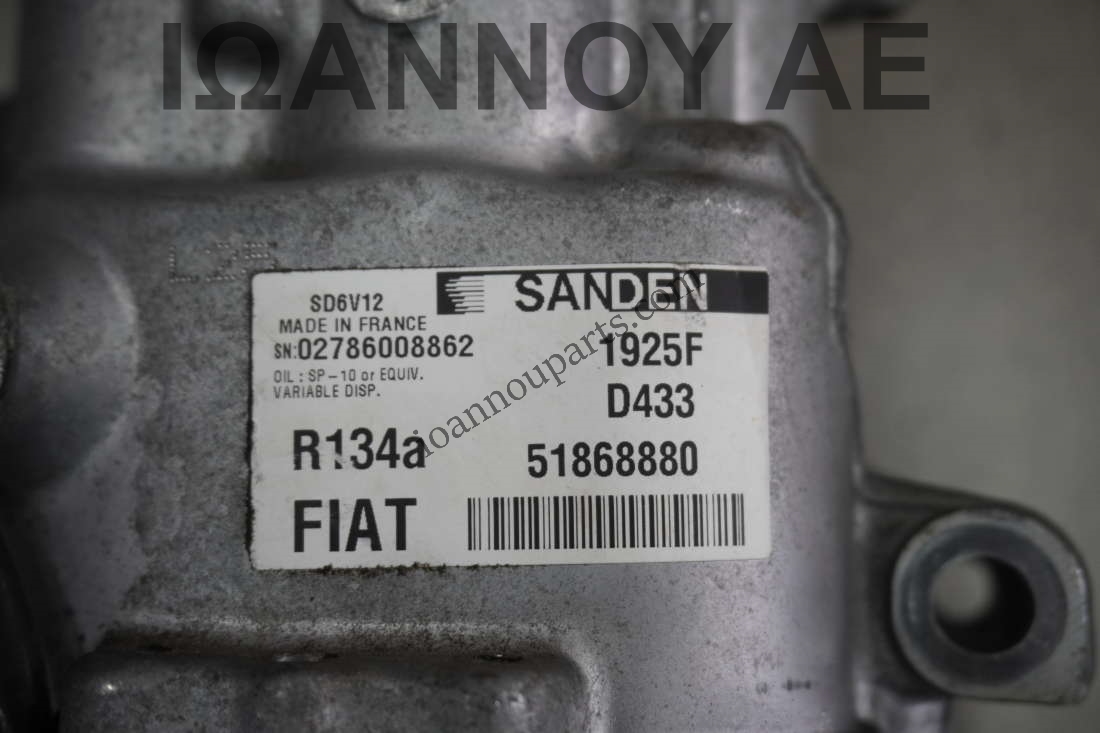 ΙΩΑΝΝΟΥ ΑΕ
SD6V12
SANDEN
MADE IN FRANCE
SN:02786008862
1925F
OIL : SP-10 or EQUIV.
VARIABLE DISP.
D433
R134a
51868880
FIAT
ioannouparts.com